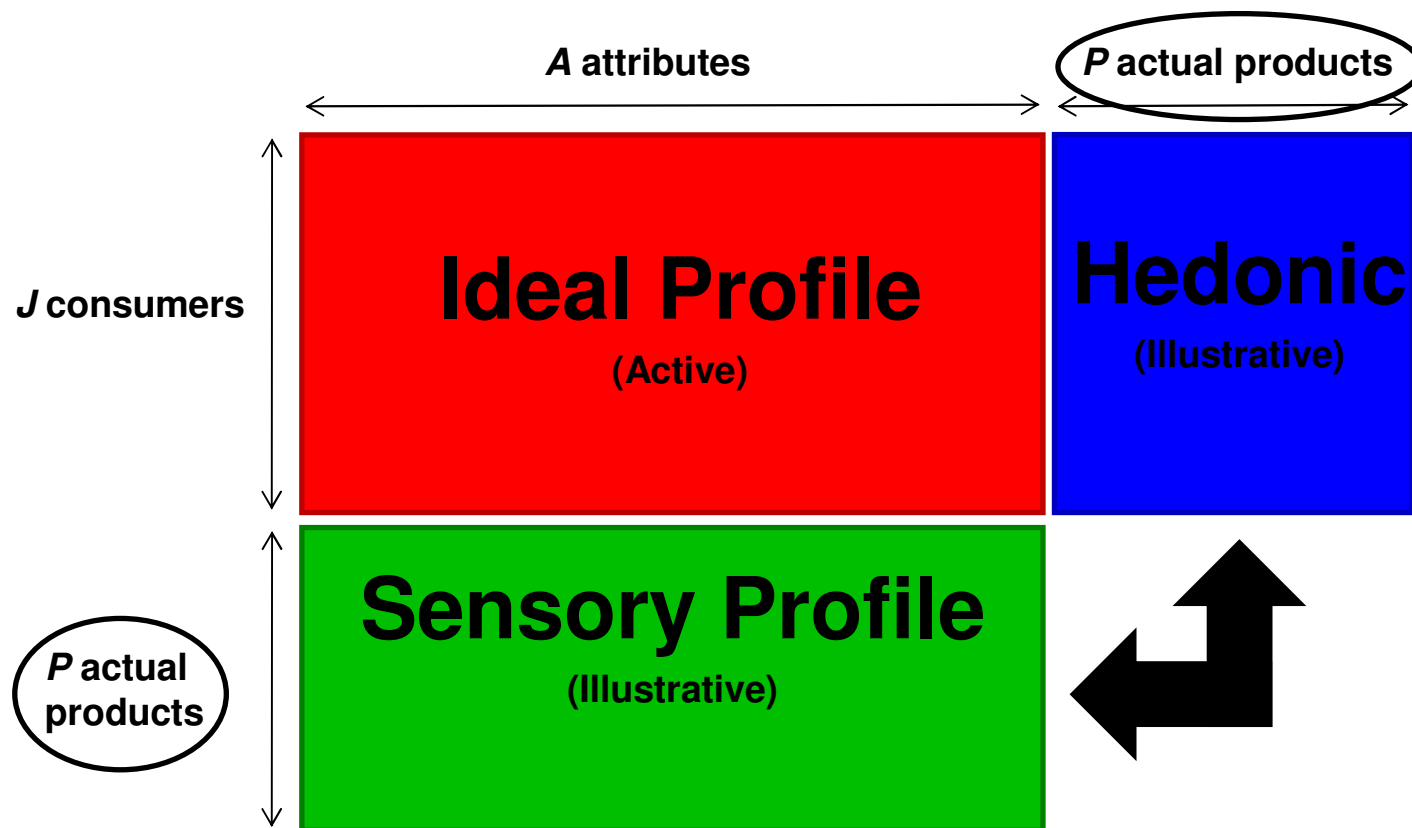 A attributes
P actual products
J consumers
Ideal Profile
(Active)
Hedonic
(Illustrative)
Sensory Profile
(Illustrative)
P actual
products